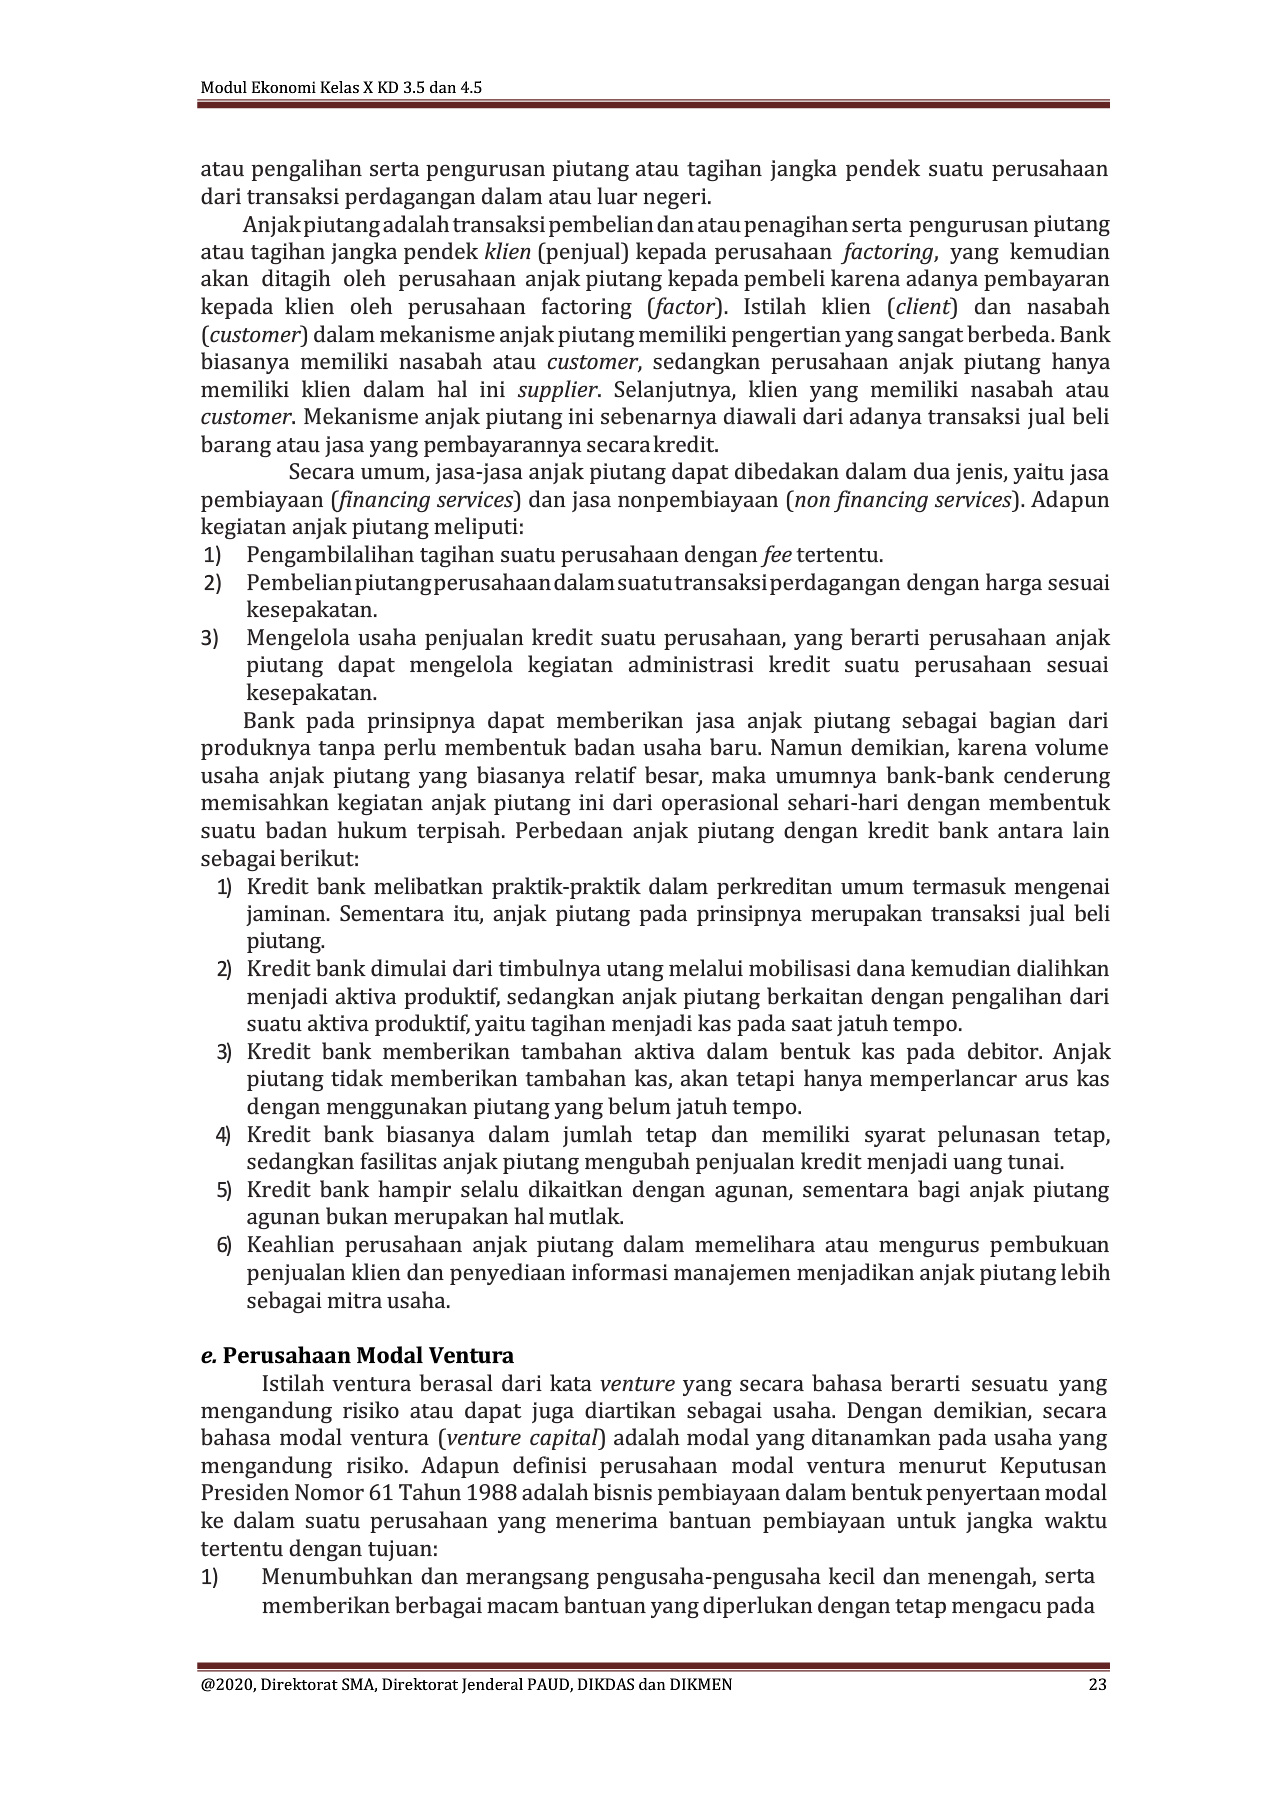 Modul Ekonomi Kelas X KD 3.5 dan 4.5
atau pengalihan serta pengurusan piutang atau tagihan jangka pendek suatu perusahaan
dari transaksi perdagangan dalam atau luar negeri.
Anjak piutang adalah transaksi pembelian dan atau penagihan serta pengurusan piutang
atau tagihan jangka pendek klien (penjual) kepada perusahaan factoring, yang kemudian
akan ditagih oleh perusahaan anjak piutang kepada pembeli karena adanya pembayaran
kepada klien oleh perusahaan factoring (factor). Istilah klien (client) dan nasabah
(customer) dalam mekanisme anjak piutang memiliki pengertian yang sangat berbeda. Bank
biasanya memiliki nasabah atau customer, sedangkan perusahaan anjak piutang hanya
memiliki klien dalam hal ini supplier. Selanjutnya, klien yang memiliki nasabah atau
customer. Mekanisme anjak piutang ini sebenarnya diawali dari adanya transaksi jual beli
barang atau jasa yang pembayarannya secara kredit.
Secara umum, jasa-jasa anjak piutang dapat dibedakan dalam dua jenis, yaitu jasa
pembiayaan (financing services) dan jasa nonpembiayaan (non financing services). Adapun
kegiatan anjak piutang meliputi:
1) Pengambilalihan tagihan suatu perusahaan dengan fee tertentu.
2) Pembelian piutang perusahaan dalam suatu transaksi perdagangan dengan harga sesuai
kesepakatan.
3) Mengelola usaha penjualan kredit suatu perusahaan, yang berarti perusahaan anjak
piutang dapat mengelola kegiatan administrasi kredit suatu perusahaan sesuai
kesepakatan.
Bank pada prinsipnya dapat memberikan jasa anjak piutang sebagai bagian dari
produknya tanpa perlu membentuk badan usaha baru. Namun demikian, karena volume
usaha anjak piutang yang biasanya relatif besar, maka umumnya bank-bank cenderung
memisahkan kegiatan anjak piutang ini dari operasional sehari-hari dengan membentuk
suatu badan hukum terpisah. Perbedaan anjak piutang dengan kredit bank antara lain
sebagai berikut:
1) Kredit bank melibatkan praktik-praktik dalam perkreditan umum termasuk mengenai
jaminan. Sementara itu, anjak piutang pada prinsipnya merupakan transaksi jual beli
piutang.
2) Kredit bank dimulai dari timbulnya utang melalui mobilisasi dana kemudian dialihkan
menjadi aktiva produktif, sedangkan anjak piutang berkaitan dengan pengalihan dari
suatu aktiva produktif, yaitu tagihan menjadi kas pada saat jatuh tempo.
3) Kredit bank memberikan tambahan aktiva dalam bentuk kas pada debitor. Anjak
piutang tidak memberikan tambahan kas, akan tetapi hanya memperlancar arus kas
dengan menggunakan piutang yang belum jatuh tempo.
4) Kredit bank biasanya dalam jumlah tetap dan memiliki syarat pelunasan tetap,
sedangkan fasilitas anjak piutang mengubah penjualan kredit menjadi uang tunai.
5) Kredit bank hampir selalu dikaitkan dengan agunan, sementara bagi anjak piutang
agunan bukan merupakan hal mutlak.
6) Keahlian perusahaan anjak piutang dalam memelihara atau mengurus pembukuan
penjualan klien dan penyediaan informasi manajemen menjadikan anjak piutang lebih
sebagai mitra usaha.
e. Perusahaan Modal Ventura
Istilah ventura berasal dari kata venture yang secara bahasa berarti sesuatu yang
mengandung risiko atau dapat juga diartikan sebagai usaha. Dengan demikian, secara
bahasa modal ventura (venture capital) adalah modal yang ditanamkan pada usaha yang
mengandung risiko. Adapun definisi perusahaan modal ventura menurut Keputusan
Presiden Nomor 61 Tahun 1988 adalah bisnis pembiayaan dalam bentuk penyertaan modal
ke dalam suatu perusahaan yang menerima bantuan pembiayaan untuk jangka waktu
tertentu dengan tujuan:
1) Menumbuhkan dan merangsang pengusaha-pengusaha kecil dan menengah, serta
memberikan berbagai macam bantuan yang diperlukan dengan tetap mengacu pada
@2020, Direktorat SMA, Direktorat Jenderal PAUD, DIKDAS dan DIKMEN 23